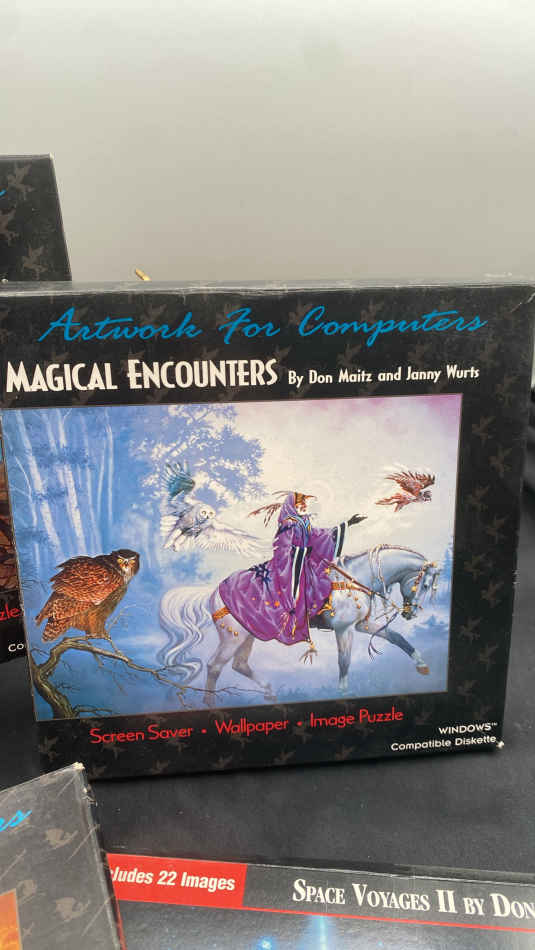 Artwork For Computers
MAGICAL ENCOUNTERS By Don Maitz and Janny Wurts
Screen Saver • Wallpaper • Image Puzzle
WINDOWS™
Compatible Diskette
22 Images
SPACE VOYAGES II BY DON